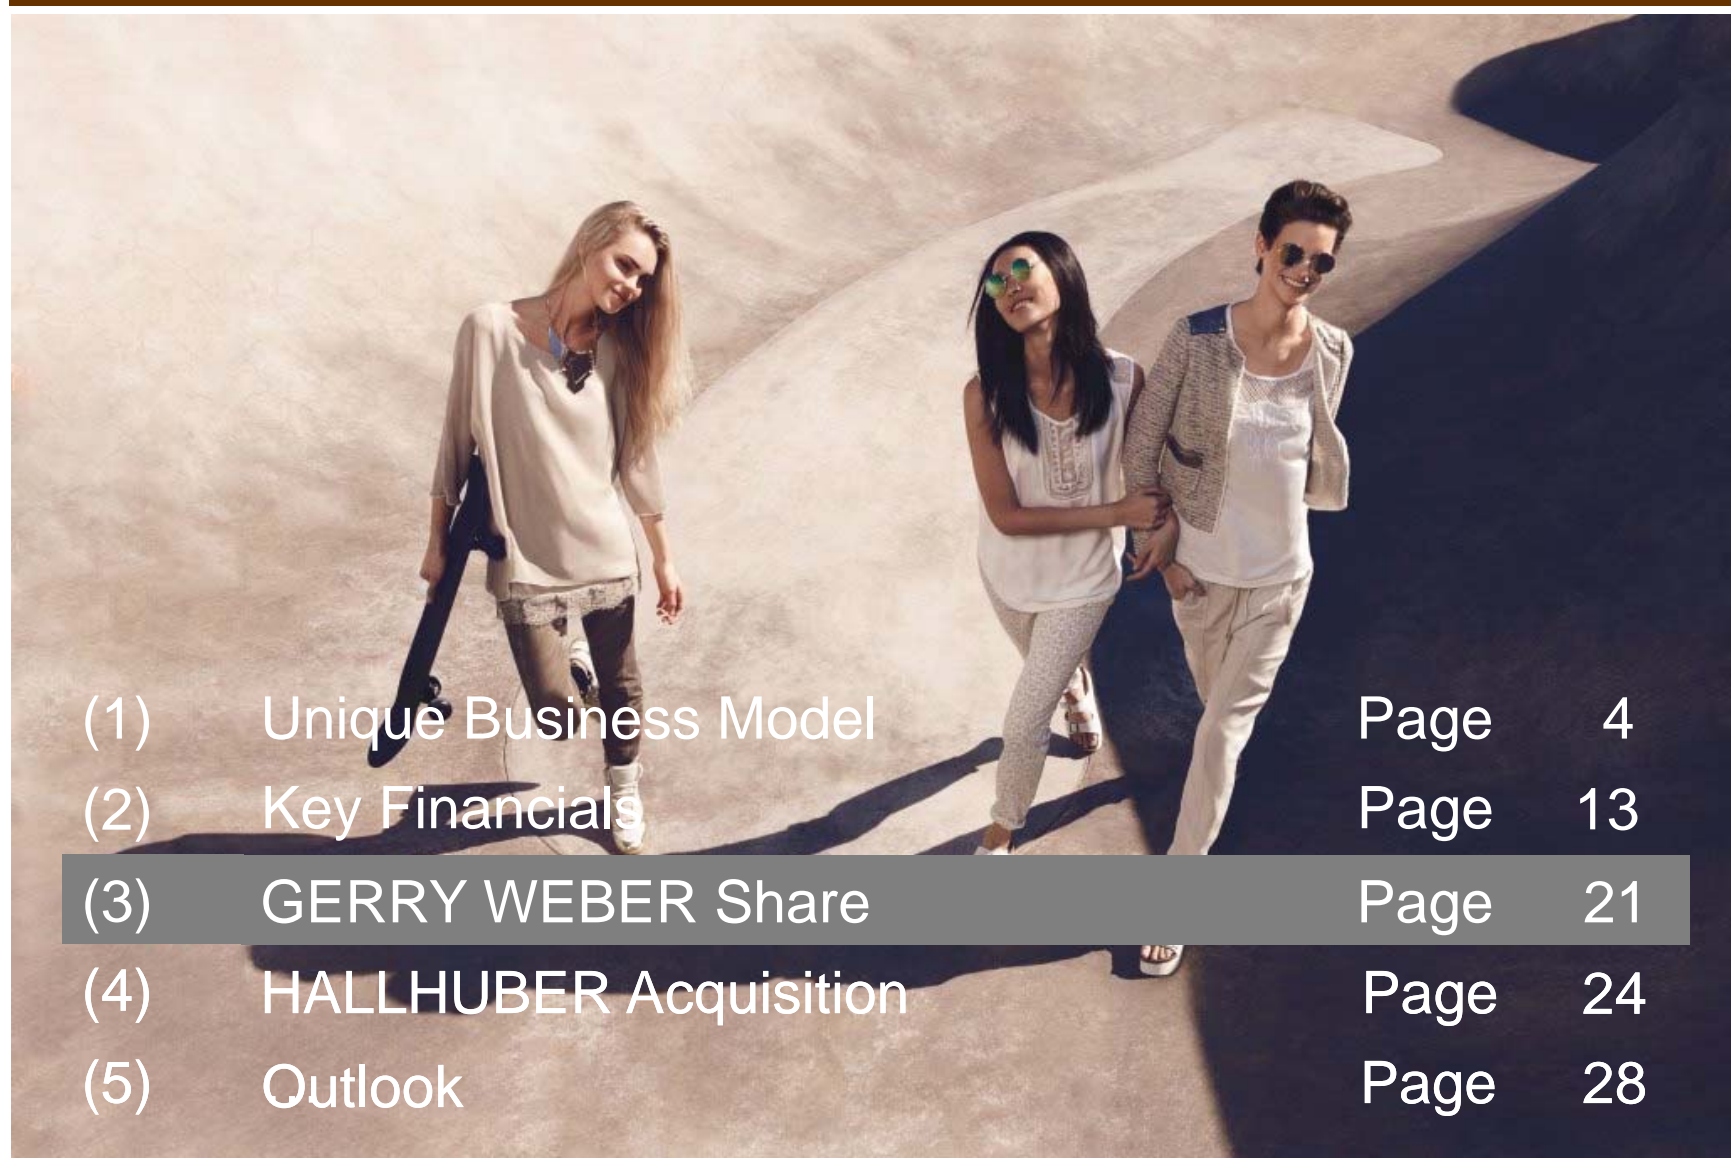 (1) Unique Business Model Page 4
(2) Key Financials Page 13
(3) GERRY WEBER Share Page 21
(4) HALLHUBER Acquisition Page 24
(5) Outlook Page 28